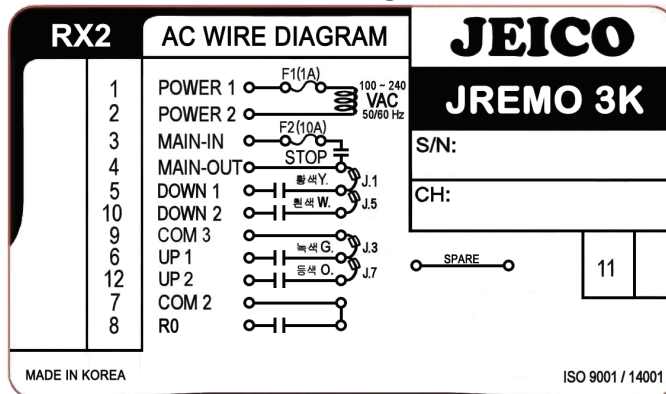 RX2 AC WIRE DIAGRAM
JEICO
JREMO 3K
S/N:
CH:
1 POWER 1 F1(1A) 100 ~ 240
VAC
2 POWER 2 50/60 Hz
3 MAIN-IN F2(10A)
4 MAIN-OUT STOP
5 DOWN 1 황색Y. J.1
10 DOWN 2 흰색 W. J.5
9 COM 3
6 UP 1 녹색G. J.3
12 UP 2 등색 O. J.7
7 COM 2
8 R0
SPARE 11
MADE IN KOREA
ISO 9001 / 14001